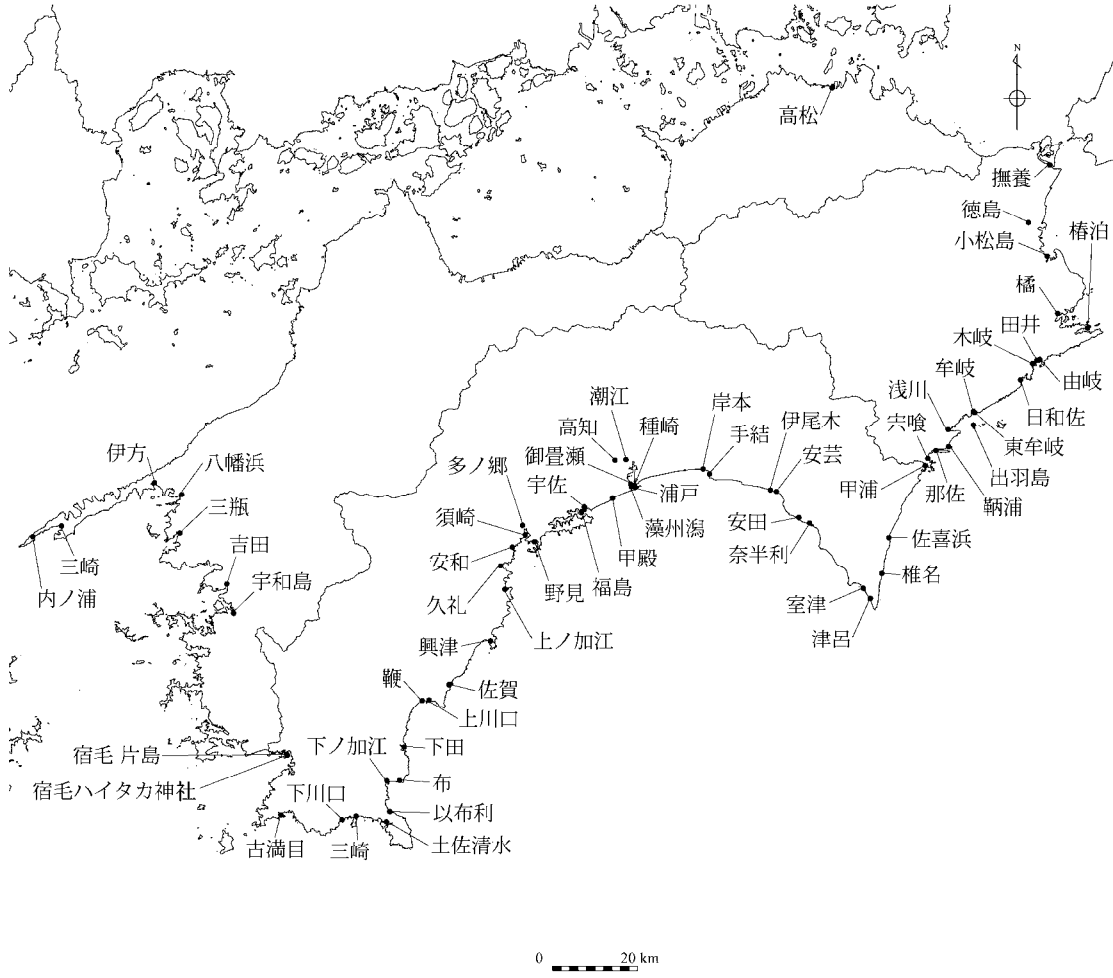 N
高松
撫養
徳島
小松島
椿泊
橘
田井
木岐
由岐
牟岐
日和佐
浅川
東牟岐
宍喰
出羽島
甲浦
那佐
鞆浦
佐喜浜
椎名
室津
津呂
岸本
手結
伊尾木
安芸
安田
奈半利
潮江
高知
種崎
御畳瀬
浦戸
宇佐
藻州潟
甲殿
福島
多ノ郷
須崎
安和
野見
久礼
上ノ加江
興津
佐賀
鞭
上川口
下ノ加江
下田
布
以布利
土佐清水
下川口
三崎
古満目
宿毛 片島
宿毛ハイタカ神社
伊方
八幡浜
三瓶
三崎
内ノ浦
吉田
宇和島
0 20 km